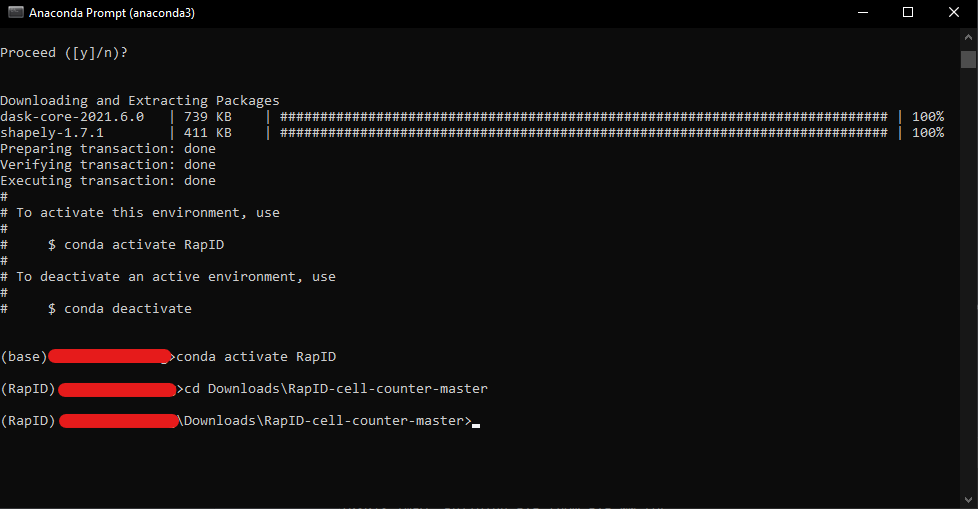 Anaconda Prompt (anaconda3)
Proceed ([y]/n)?
Downloading and Extracting Packages
dask-core-2021.6.0   | 739 KB    | ############################################################################ | 100%
shapely-1.7.1        | 411 KB    | ############################################################################ | 100%
Preparing transaction: done
Verifying transaction: done
Executing transaction: done
#
# To activate this environment, use
#
#     $ conda activate RapID
#
# To deactivate an active environment, use
#
#     $ conda deactivate
(base) >conda activate RapID
(RapID) >cd Downloads\RapID-cell-counter-master
(RapID) \Downloads\RapID-cell-counter-master>